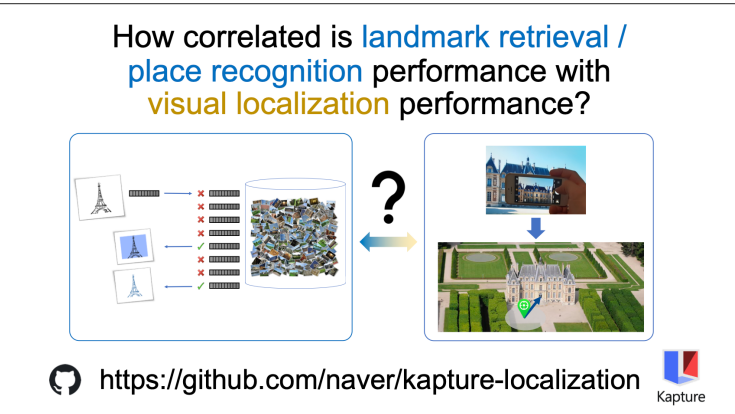 How correlated is landmark retrieval /
place recognition performance with
visual localization performance?
?
https://github.com/naver/kapture-localization
Kapture